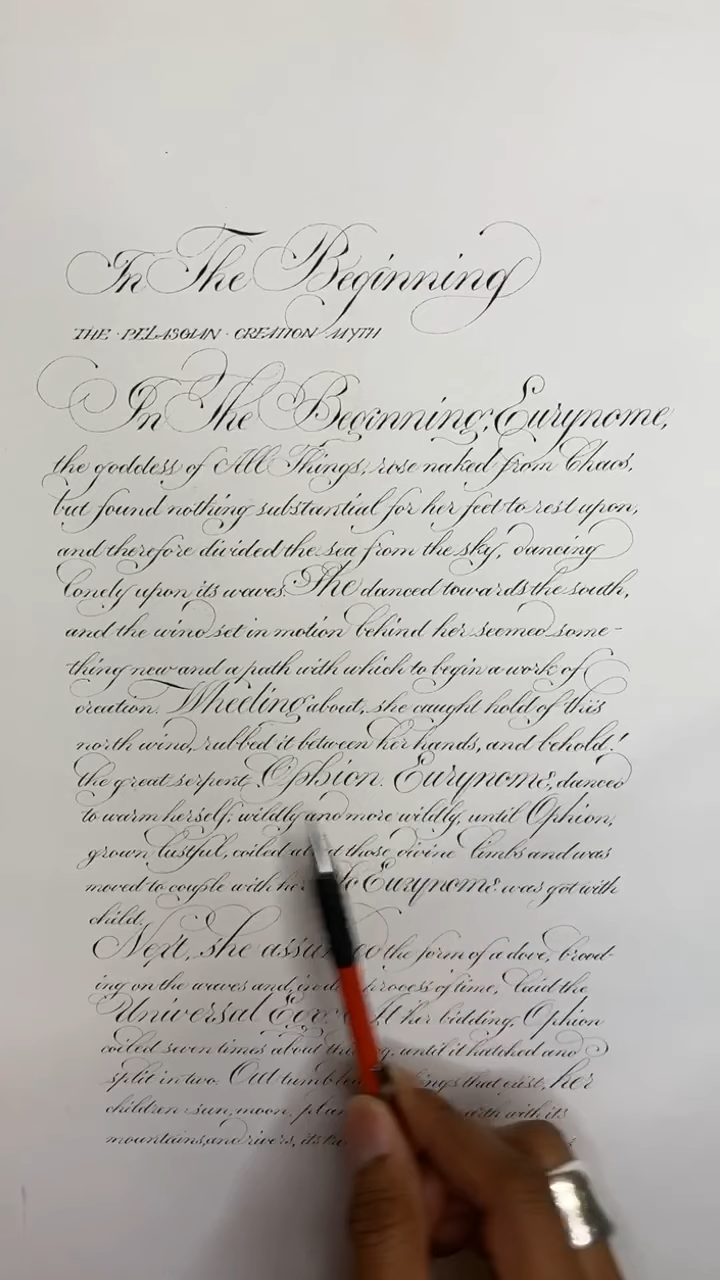 In The Beginning
THE · PELASGIAN · CREATION MYTH
In The Beginning, Eurynome,
the goddess of All Things, rose naked from Chaos,
but found nothing substantial for her feet to rest upon,
and therefore divided the sea from the sky, dancing
lonely upon its waves. She danced towards the south,
and the wind set in motion behind her seemed some-
thing new and a path with which to begin a work of
creation. Wheeling about, she caught hold of this
north wind, rubbed it between her hands, and behold!
the great serpent Ophion. Eurynome, danced
to warm herself, wildly and more wildly, until Ophion,
grown lustful, coiled about those divine limbs and was
moved to couple with her. So Eurynome was got with
child.
Next, she assumed the form of a dove, brood-
ing on the waves and, in due process of time, laid the
Universal Egg. At her bidding, Ophion
coiled seven times about this egg, until it hatched and
split in two. Out tumbled things that exist, her
children: sun, moon, with its
mountains, and rivers, its